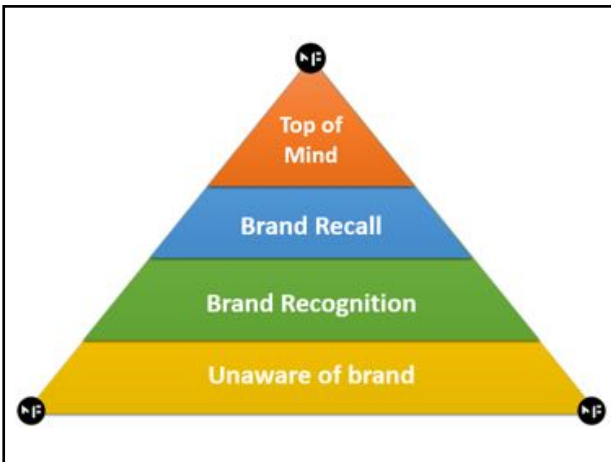 Top of
Mind
Brand Recall
Brand Recognition
Unaware of brand